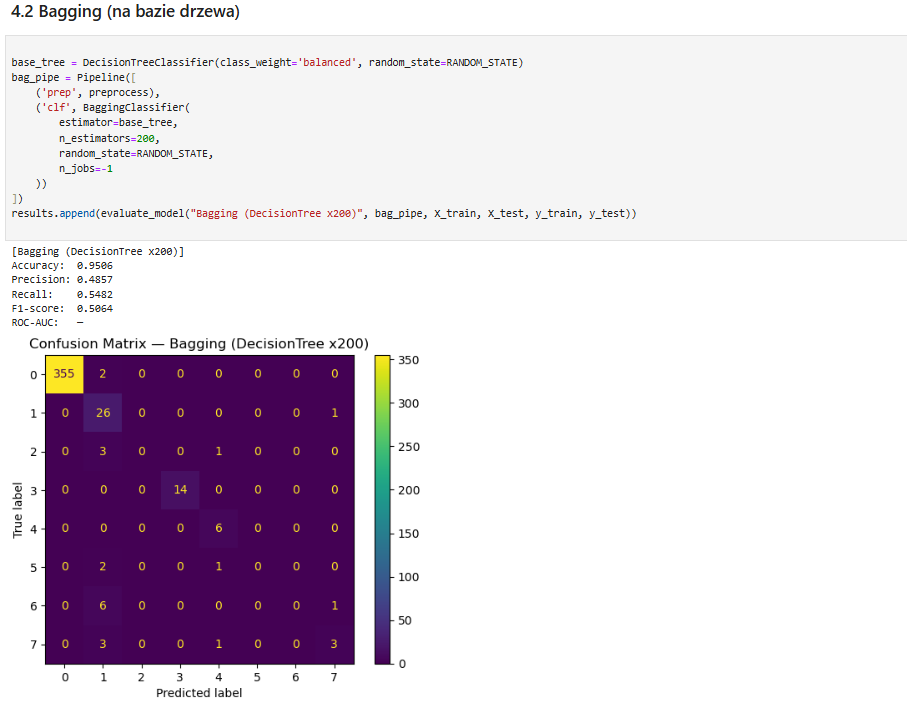 4.2 Bagging (na bazie drzewa)
base_tree = DecisionTreeClassifier(class_weight='balanced', random_state=RANDOM_STATE)
bag_pipe = Pipeline([
    ('prep', preprocess),
    ('clf', BaggingClassifier(
        estimator=base_tree,
        n_estimators=200,
        random_state=RANDOM_STATE,
        n_jobs=-1
    ))
])
results.append(evaluate_model("Bagging (DecisionTree x200)", bag_pipe, X_train, X_test, y_train, y_test))
[Bagging (DecisionTree x200)]
Accuracy:  0.9506
Precision: 0.4857
Recall:    0.5482
F1-score:  0.5064
ROC-AUC:   —
Confusion Matrix — Bagging (DecisionTree x200)
0 355 2 0 0 0 0 0 0
1 0 26 0 0 0 0 0 1
2 0 3 0 0 1 0 0 0
3 0 0 0 14 0 0 0 0
4 0 0 0 0 6 0 0 0
5 0 2 0 0 1 0 0 0
6 0 6 0 0 0 0 0 1
7 0 3 0 0 1 0 0 3
0 1 2 3 4 5 6 7
Predicted label
True label
350
300
250
200
150
100
50
0